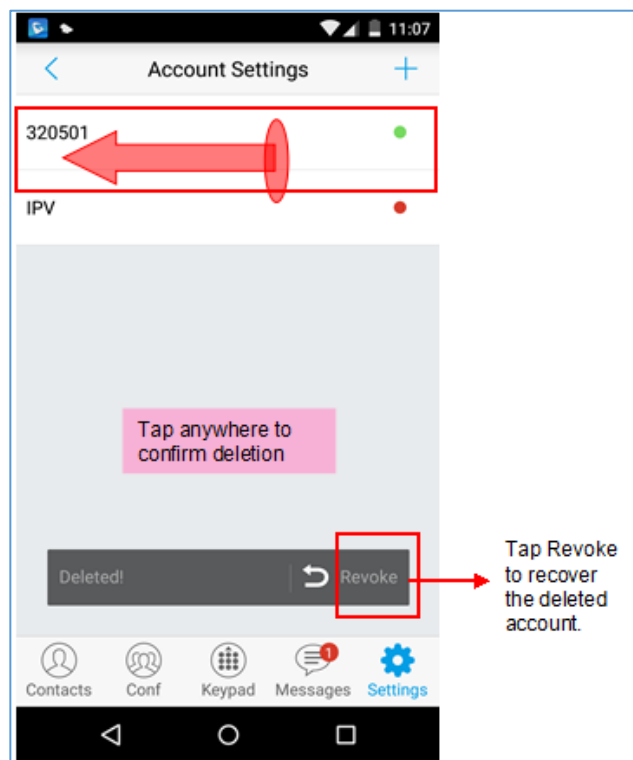 11:07
Account Settings
320501
IPV
Tap anywhere to
confirm deletion
Deleted!
Revoke
Tap Revoke
to recover
the deleted
account.
1
Contacts
Conf
Keypad
Messages
Settings